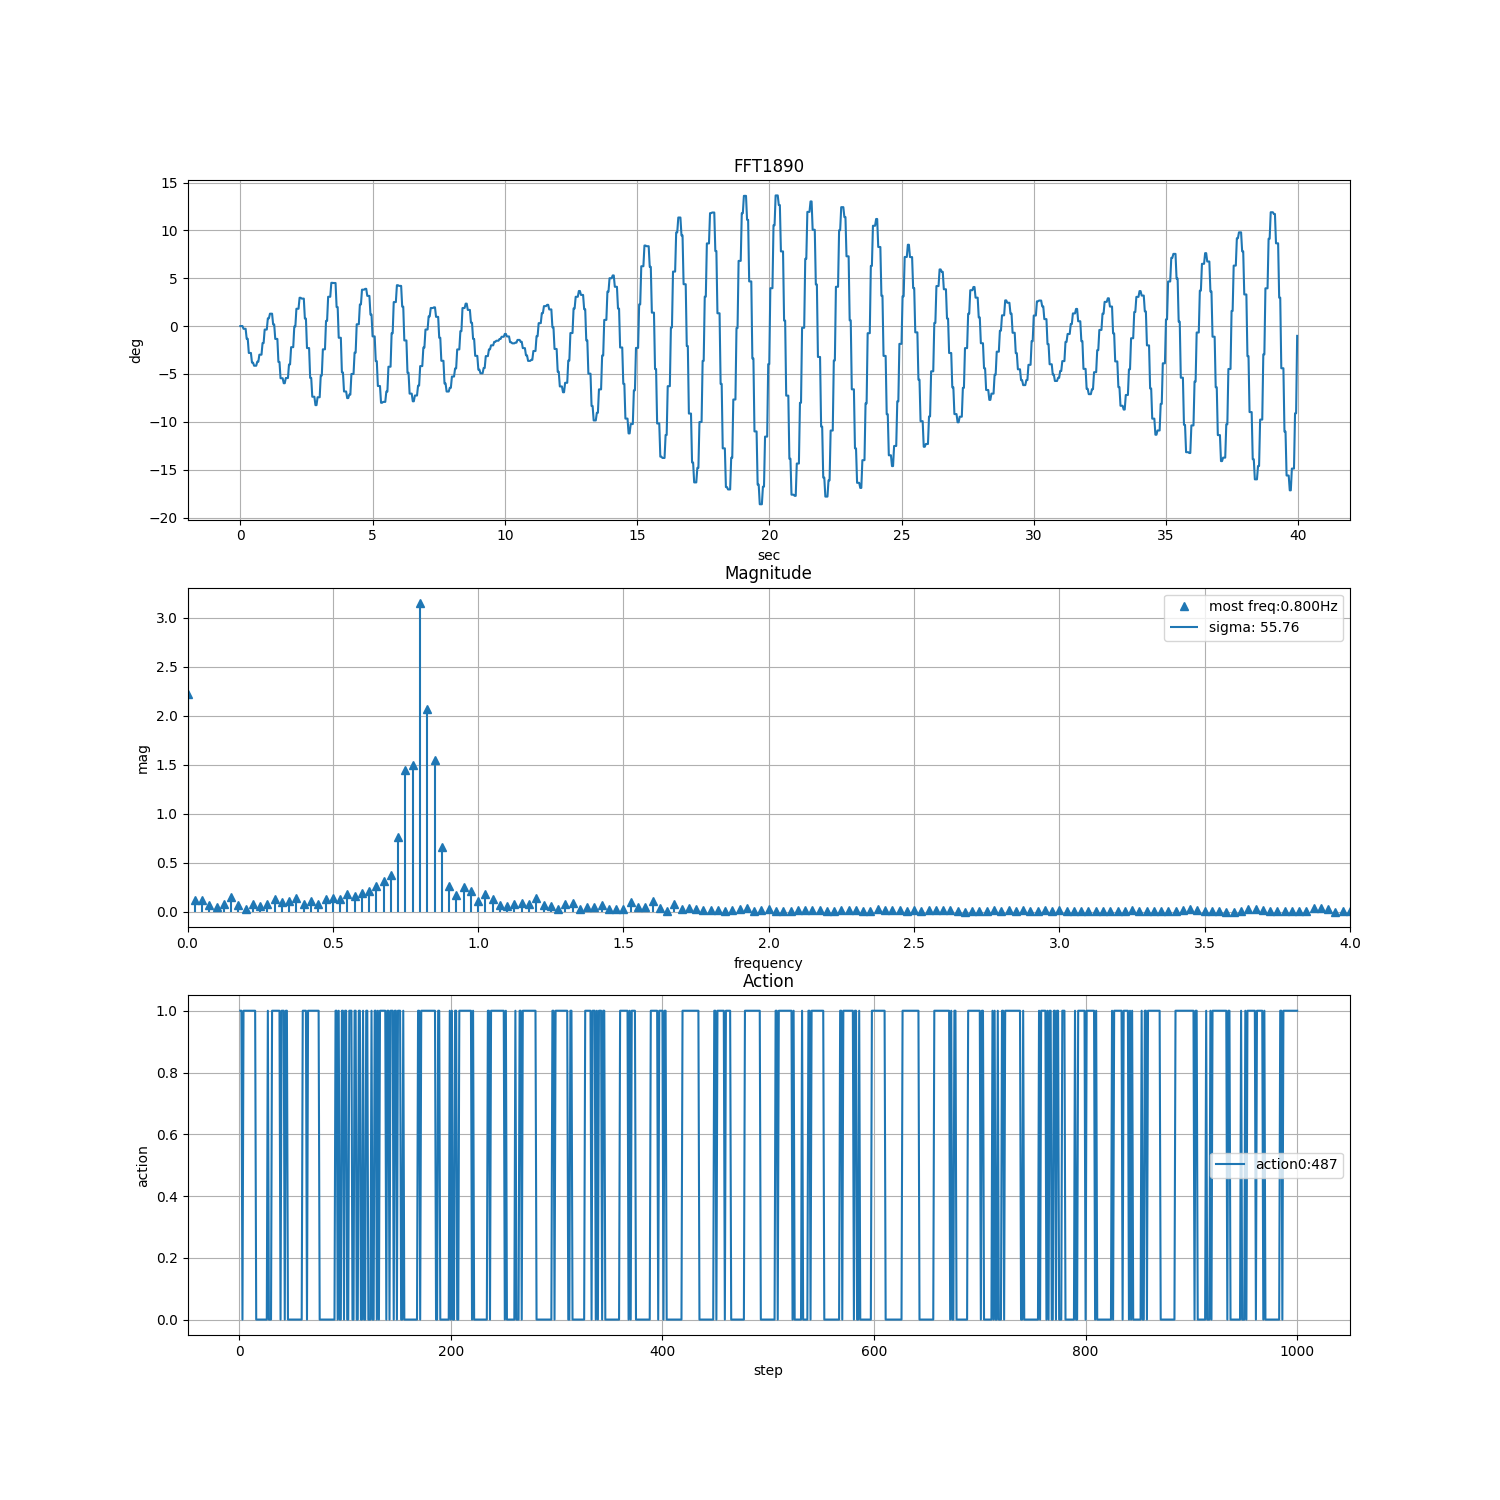 FFT1890
15
10
5
0
−5
−10
−15
−20
deg
0 5 10 15 20 25 30 35 40
sec
Magnitude
3.0
2.5
2.0
1.5
1.0
0.5
0.0
mag
most freq:0.800Hz
sigma: 55.76
0.0 0.5 1.0 1.5 2.0 2.5 3.0 3.5 4.0
frequency
Action
1.0
0.8
0.6
0.4
0.2
0.0
action
action0:487
0 200 400 600 800 1000
step